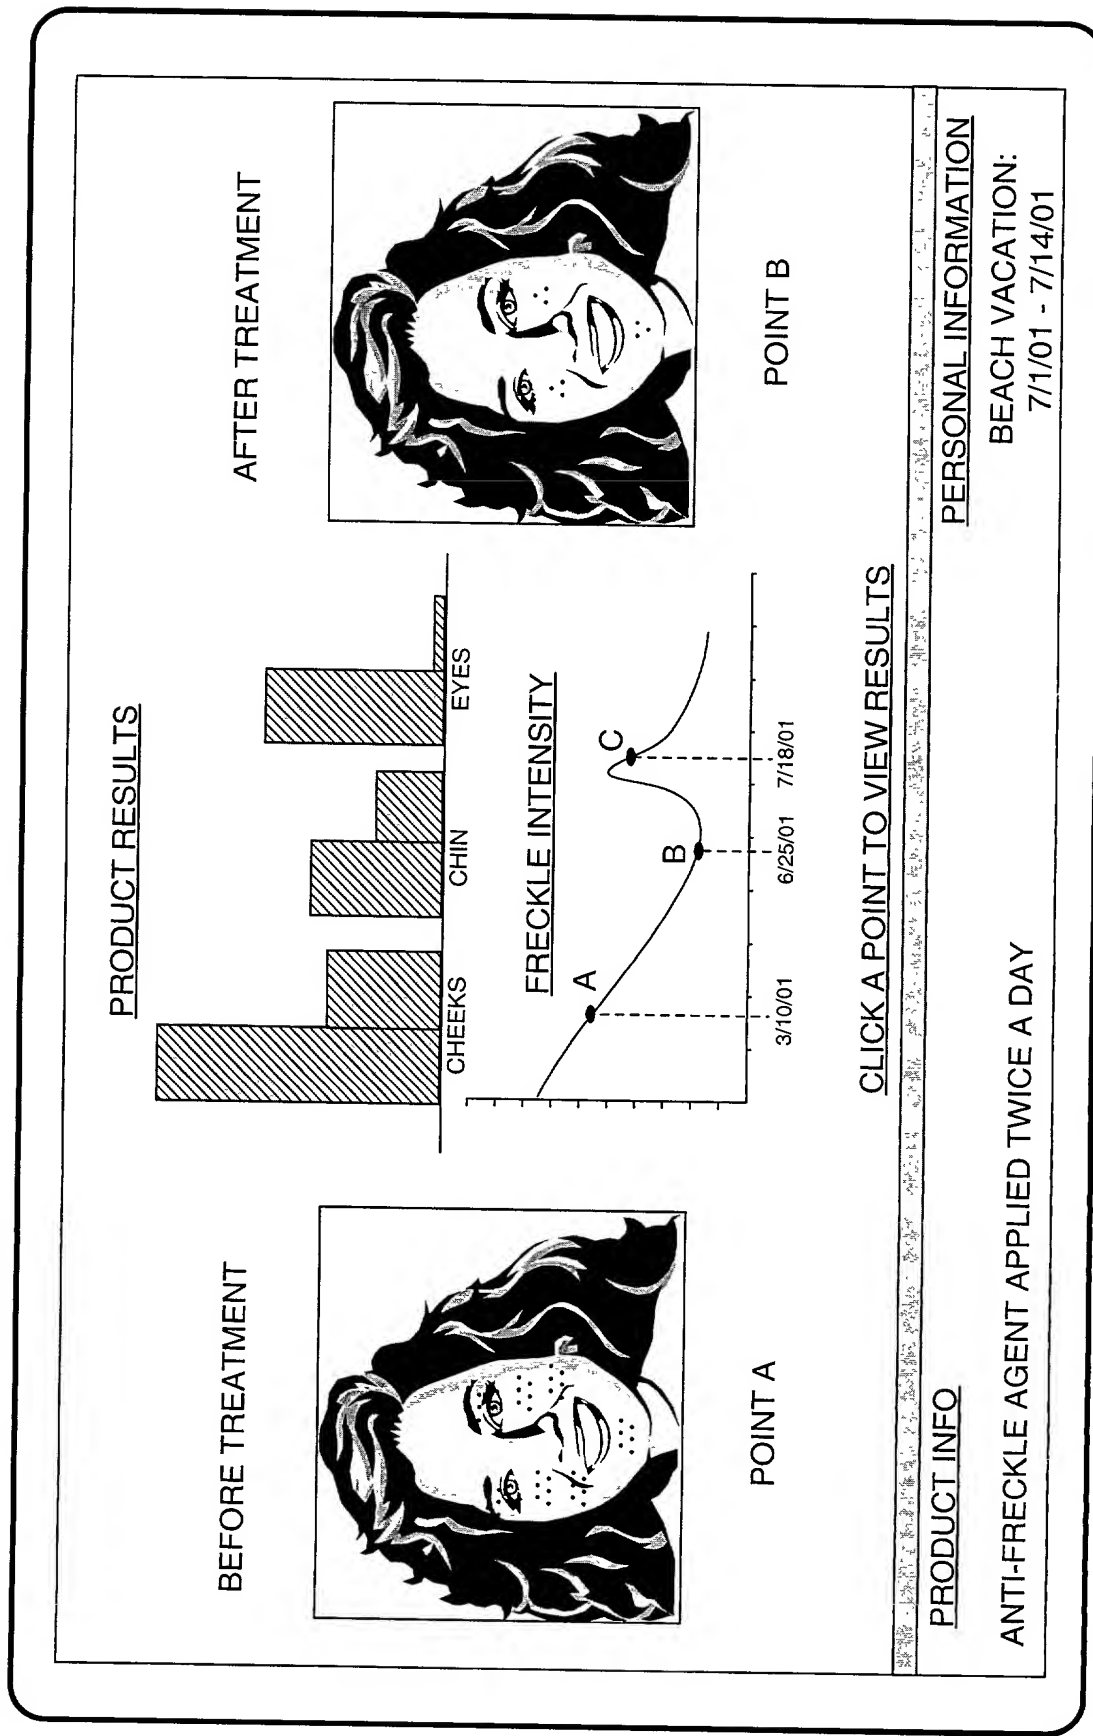 PRODUCT RESULTS
BEFORE TREATMENT
AFTER TREATMENT
CHEEKS
CHIN
EYES
FRECKLE INTENSITY
A
B
C
3/10/01
6/25/01
7/18/01
POINT A
POINT B
CLICK A POINT TO VIEW RESULTS
PRODUCT INFO
PERSONAL INFORMATION
ANTI-FRECKLE AGENT APPLIED TWICE A DAY
BEACH VACATION:
7/1/01 - 7/14/01